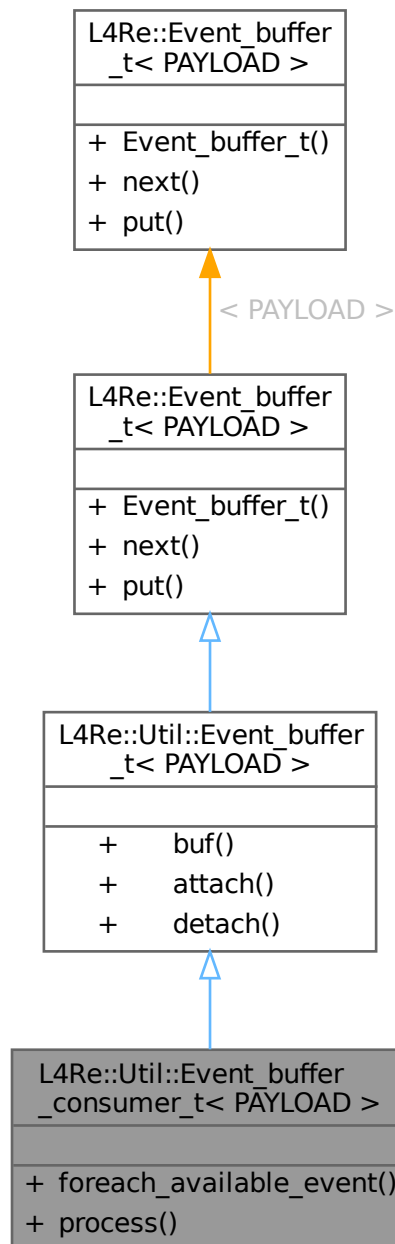 L4Re::Event_buffer
_t< PAYLOAD >
+ Event_buffer_t()
+ next()
+ put()
< PAYLOAD >
L4Re::Event_buffer
_t< PAYLOAD >
+ Event_buffer_t()
+ next()
+ put()
L4Re::Util::Event_buffer
_t< PAYLOAD >
+ buf()
+ attach()
+ detach()
L4Re::Util::Event_buffer
_consumer_t< PAYLOAD >
+ foreach_available_event()
+ process()